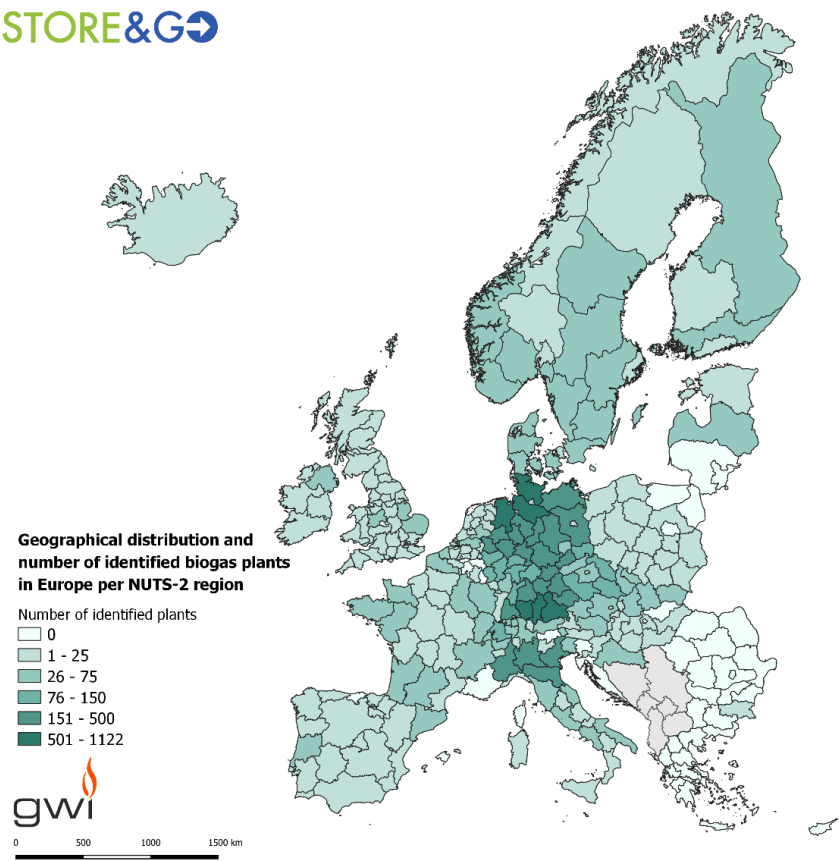 STORE&GO
Geographical distribution and
number of identified biogas plants
in Europe per NUTS-2 region
Number of identified plants
0
1 - 25
26 - 75
76 - 150
151 - 500
501 - 1122
gwi
0 500 1000 1500 km